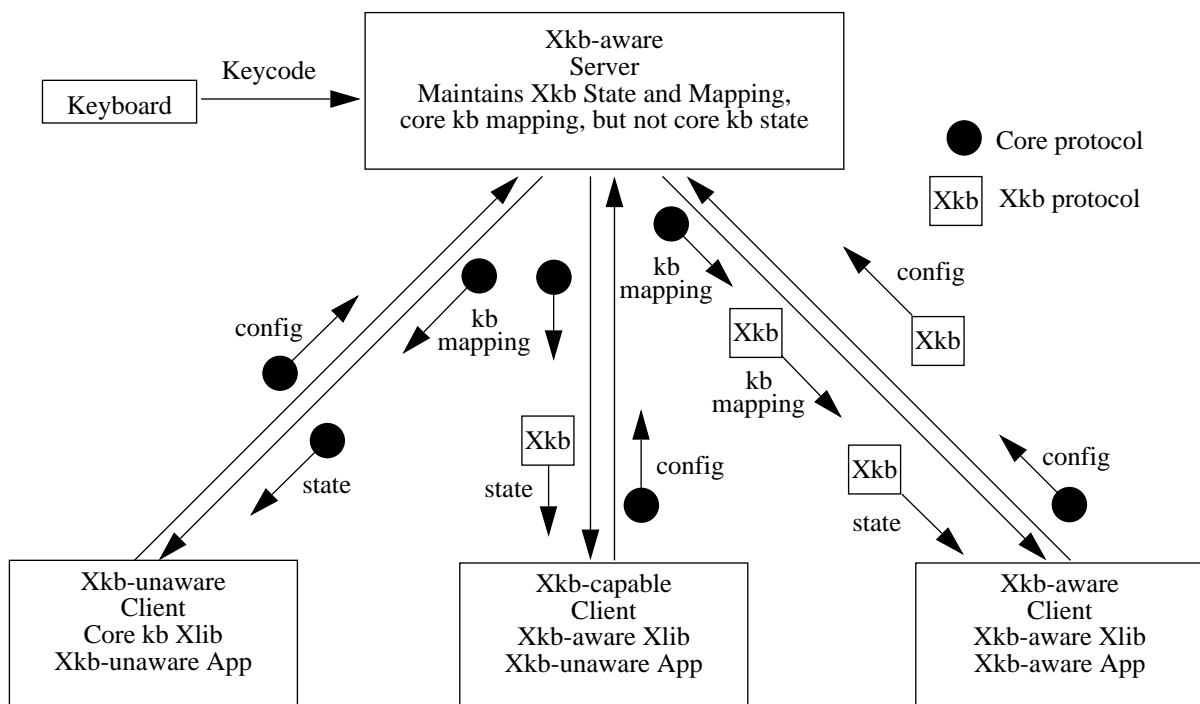 Xkb-aware
Server
Maintains Xkb State and Mapping,
core kb mapping, but not core kb state
Keycode
Keyboard
Core protocol
Xkb
Xkb protocol
kb
mapping
config
config
kb
mapping
Xkb
Xkb
kb
mapping
Xkb
state
config
state
Xkb
state
config
Xkb-unaware
Client
Core kb Xlib
Xkb-unaware App
Xkb-capable
Client
Xkb-aware Xlib
Xkb-unaware App
Xkb-aware
Client
Xkb-aware Xlib
Xkb-aware App